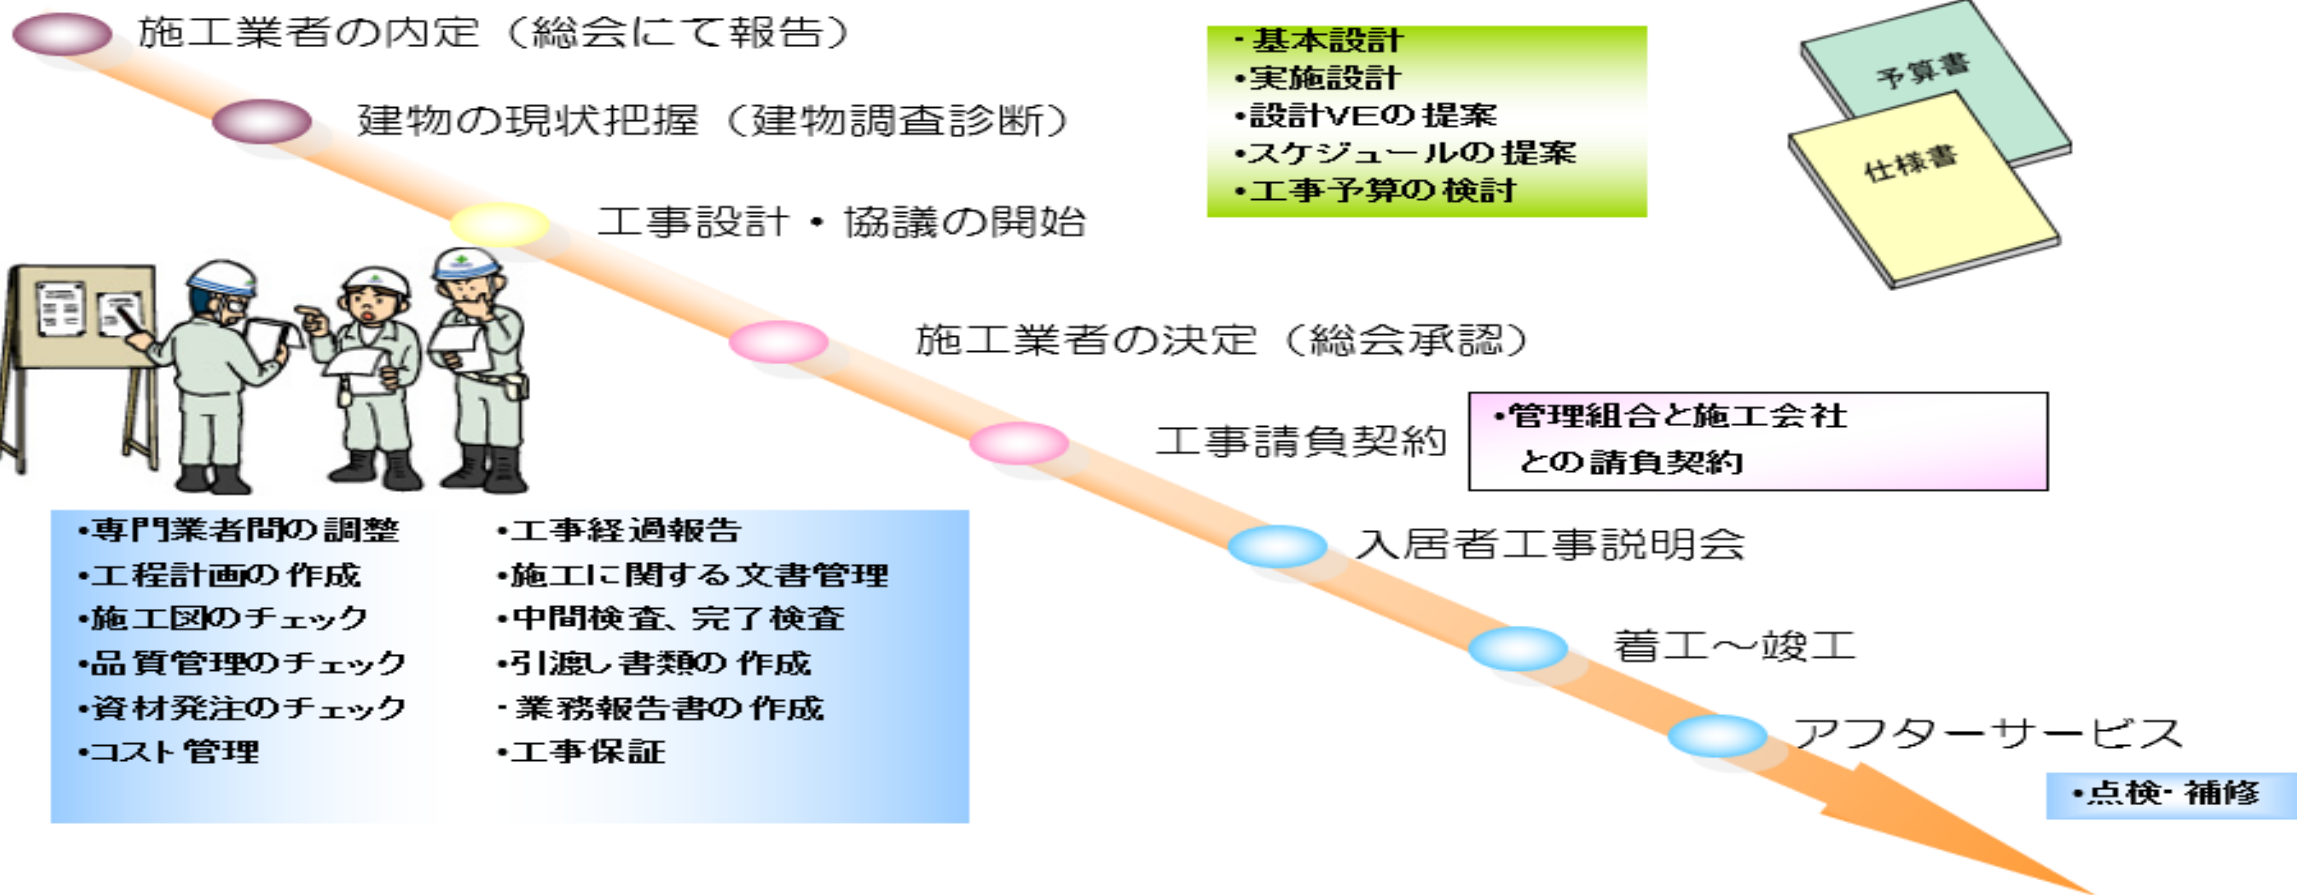 施工業者の内定（総会にて報告）
建物の現状把握（建物調査診断）
工事設計・協議の開始
・基本設計
・実施設計
・設計VEの提案
・スケジュールの提案
・工事予算の検討
予算書
仕様書
施工業者の決定（総会承認）
工事請負契約
・管理組合と施工会社
との請負契約
入居者工事説明会
着工～竣工
アフターサービス
・点検・補修
・専門業者間の調整
・工程計画の作成
・施工図のチェック
・品質管理のチェック
・資材発注のチェック
・コスト管理
・工事経過報告
・施工に関する文書管理
・中間検査、完了検査
・引渡し書類の作成
・業務報告書の作成
・工事保証